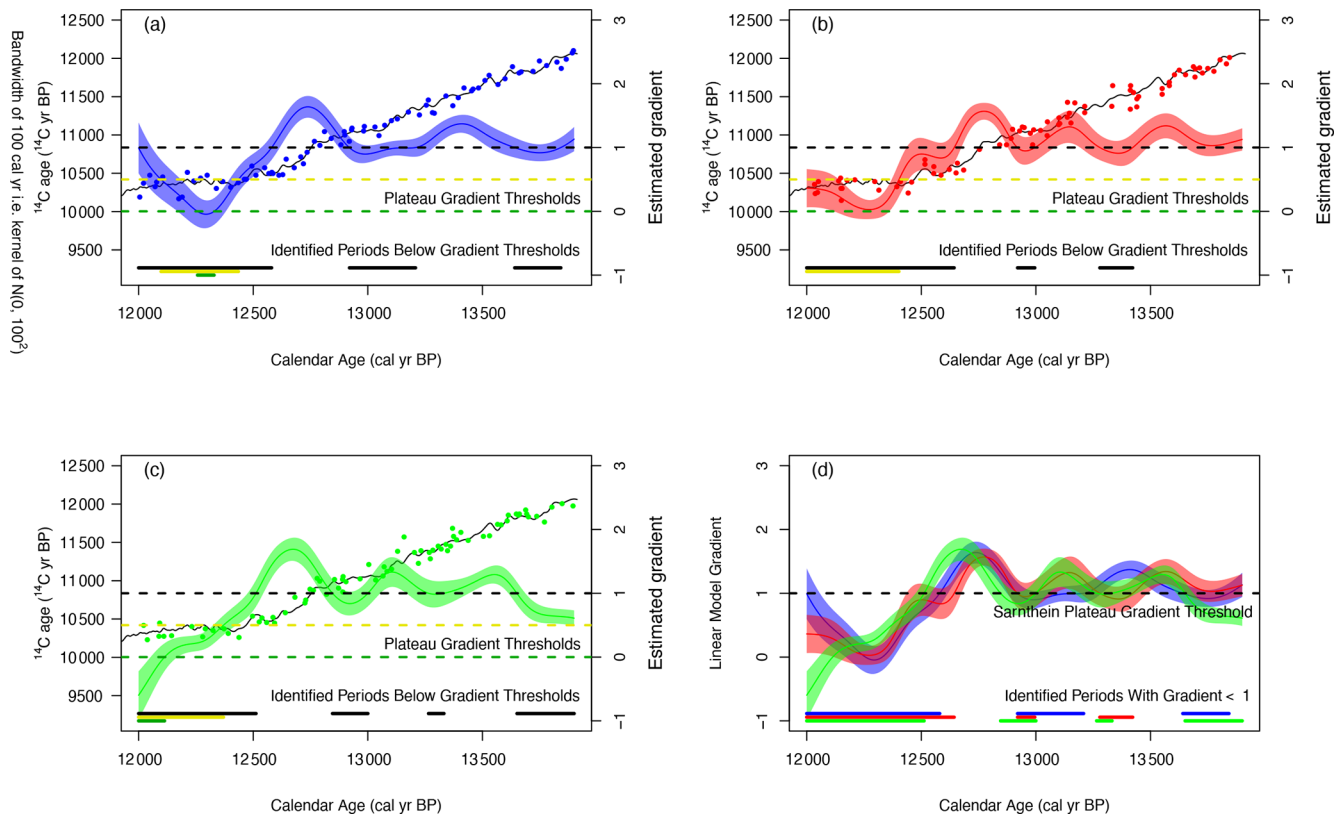 Bandwidth of 100 cal yr i.e. kernel of N(0, 100²)
(a)
¹⁴C age (¹⁴C yr BP)
12500
12000
11500
11000
10500
10000
9500
3
2
1
0
−1
Estimated gradient
Plateau Gradient Thresholds
Identified Periods Below Gradient Thresholds
12000 12500 13000 13500
Calendar Age (cal yr BP)
(b)
¹⁴C age (¹⁴C yr BP)
12500
12000
11500
11000
10500
10000
9500
3
2
1
0
−1
Estimated gradient
Plateau Gradient Thresholds
Identified Periods Below Gradient Thresholds
12000 12500 13000 13500
Calendar Age (cal yr BP)
(c)
¹⁴C age (¹⁴C yr BP)
12500
12000
11500
11000
10500
10000
9500
3
2
1
0
−1
Estimated gradient
Plateau Gradient Thresholds
Identified Periods Below Gradient Thresholds
12000 12500 13000 13500
Calendar Age (cal yr BP)
(d)
Linear Model Gradient
3
2
1
0
−1
Sarnthein Plateau Gradient Threshold
Identified Periods With Gradient < 1
12000 12500 13000 13500
Calendar Age (cal yr BP)